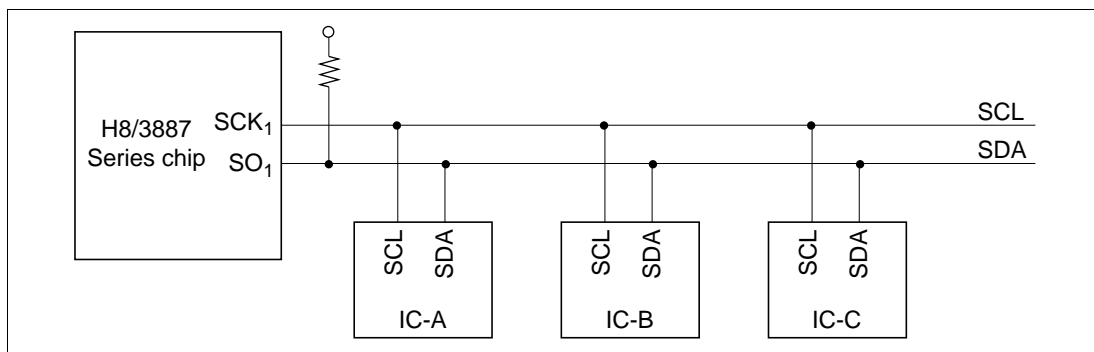 H8/3887
Series chip
SCK1
SO1
SCL
SDA
SCL
SDA
IC-A
SCL
SDA
IC-B
SCL
SDA
IC-C